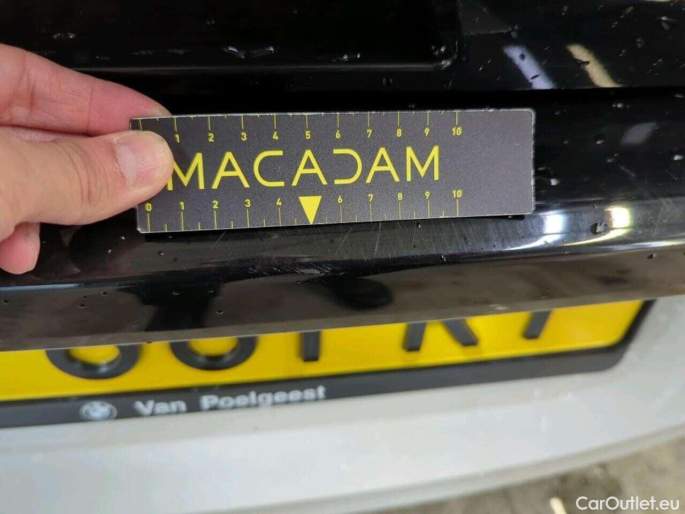 1 2 3 4 5 6 7 8 9 10
MACADAM
0 1 2 3 4 6 7 8 9 10
Van Poelgeest
CarOutlet.eu